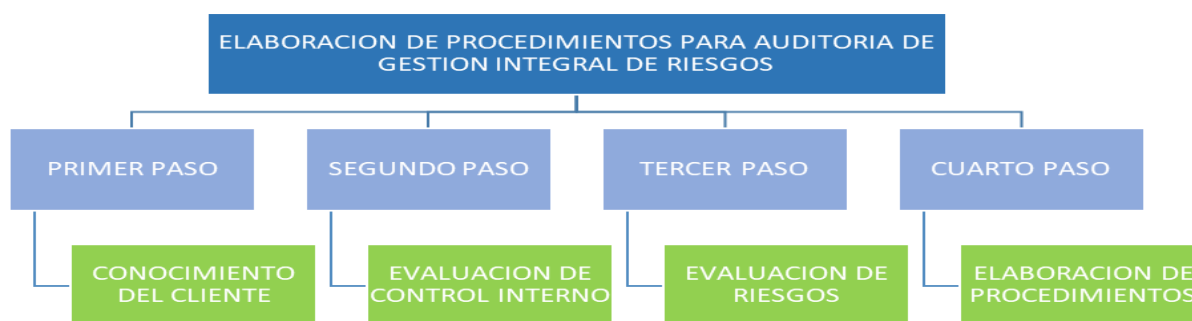 ELABORACION DE PROCEDIMIENTOS PARA AUDITORIA DE
GESTION INTEGRAL DE RIESGOS
PRIMER PASO
SEGUNDO PASO
TERCER PASO
CUARTO PASO
CONOCIMIENTO
DEL CLIENTE
EVALUACION DE
CONTROL INTERNO
EVALUACION DE
RIESGOS
ELABORACION DE
PROCEDIMIENTOS